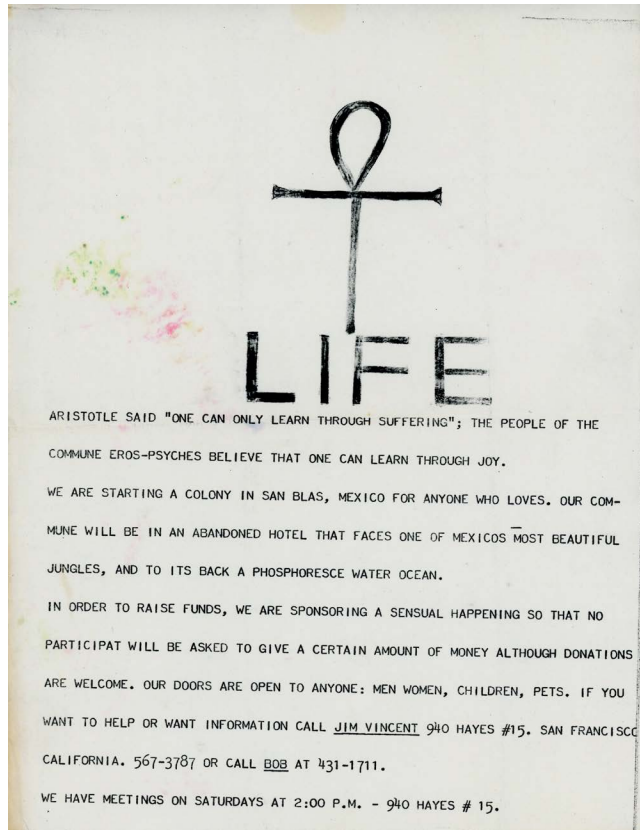 LIFE
ARISTOTLE SAID "ONE CAN ONLY LEARN THROUGH SUFFERING"; THE PEOPLE OF THE
COMMUNE EROS-PSYCHES BELIEVE THAT ONE CAN LEARN THROUGH JOY.
WE ARE STARTING A COLONY IN SAN BLAS, MEXICO FOR ANYONE WHO LOVES. OUR COM-
MUNE WILL BE IN AN ABANDONED HOTEL THAT FACES ONE OF MEXICOS MOST BEAUTIFUL
JUNGLES, AND TO ITS BACK A PHOSPHORESCE WATER OCEAN.
IN ORDER TO RAISE FUNDS, WE ARE SPONSORING A SENSUAL HAPPENING SO THAT NO
PARTICIPAT WILL BE ASKED TO GIVE A CERTAIN AMOUNT OF MONEY ALTHOUGH DONATIONS
ARE WELCOME. OUR DOORS ARE OPEN TO ANYONE: MEN WOMEN, CHILDREN, PETS. IF YOU
WANT TO HELP OR WANT INFORMATION CALL JIM VINCENT 940 HAYES #15. SAN FRANCISCO
CALIFORNIA. 567-3787 OR CALL BOB AT 431-1711.
WE HAVE MEETINGS ON SATURDAYS AT 2:00 P.M. - 940 HAYES # 15.